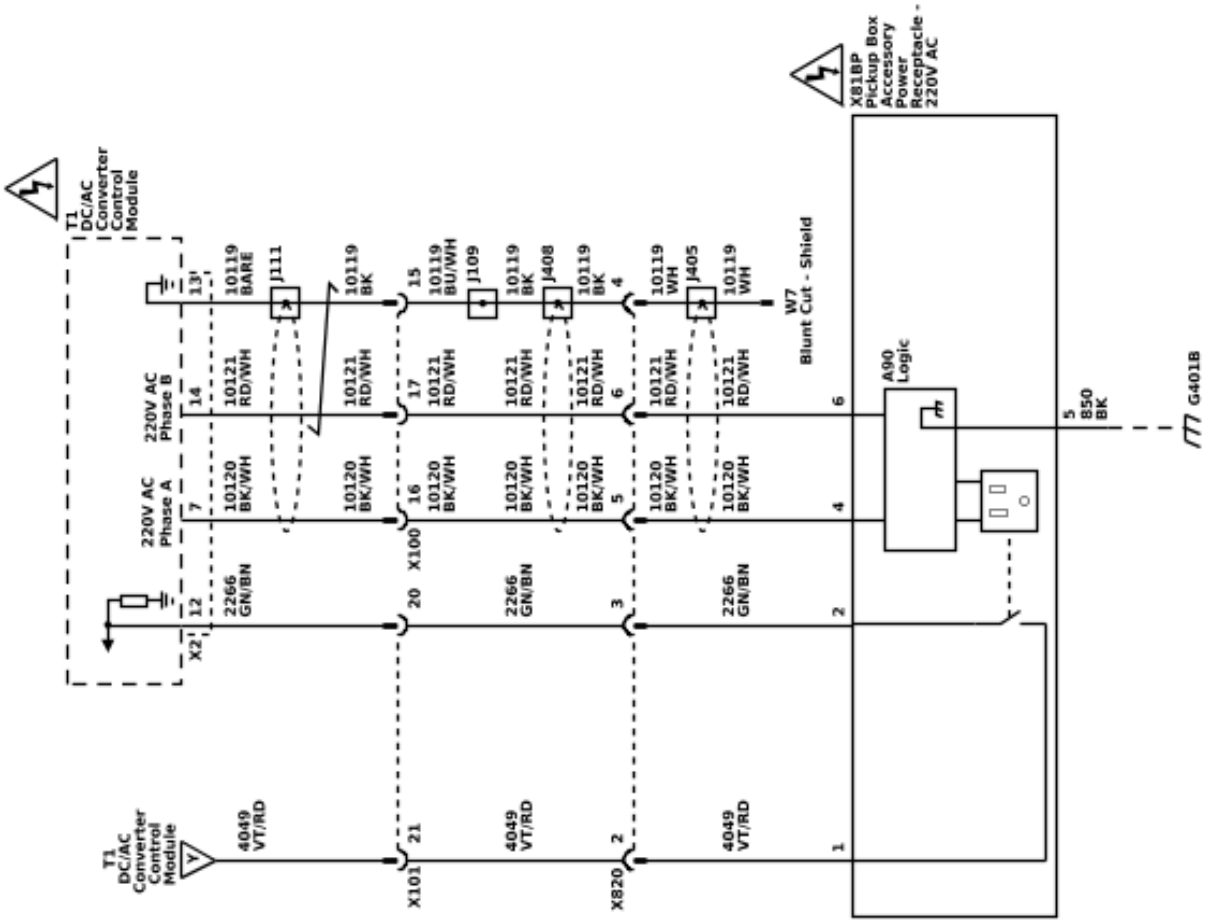 T1
DC/AC
Converter
Control
Module
X81BP
Pickup Box
Accessory
Power
Receptacle -
220V AC
220V AC
Phase A
220V AC
Phase B
X2
12
7
14
13
2266
GN/BN
10120
BK/WH
10121
RD/WH
10119
BARE
J111
T1
DC/AC
Converter
Control
Module
Y
4049
VT/RD
10120
BK/WH
10121
RD/WH
10119
BK
X101
21
20
X100
16
17
15
10120
BK/WH
10119
BU/WH
J109
4049
VT/RD
2266
GN/BN
10120
BK/WH
10121
RD/WH
10119
BK
J408
10120
BK/WH
10121
RD/WH
10119
BK
X820
2
3
5
6
4
10120
BK/WH
10121
RD/WH
10119
WH
J405
4049
VT/RD
2266
GN/BN
10120
BK/WH
10121
RD/WH
10119
WH
W7
Blunt Cut - Shield
1
2
4
6
A90
Logic
5
850
BK
G401B